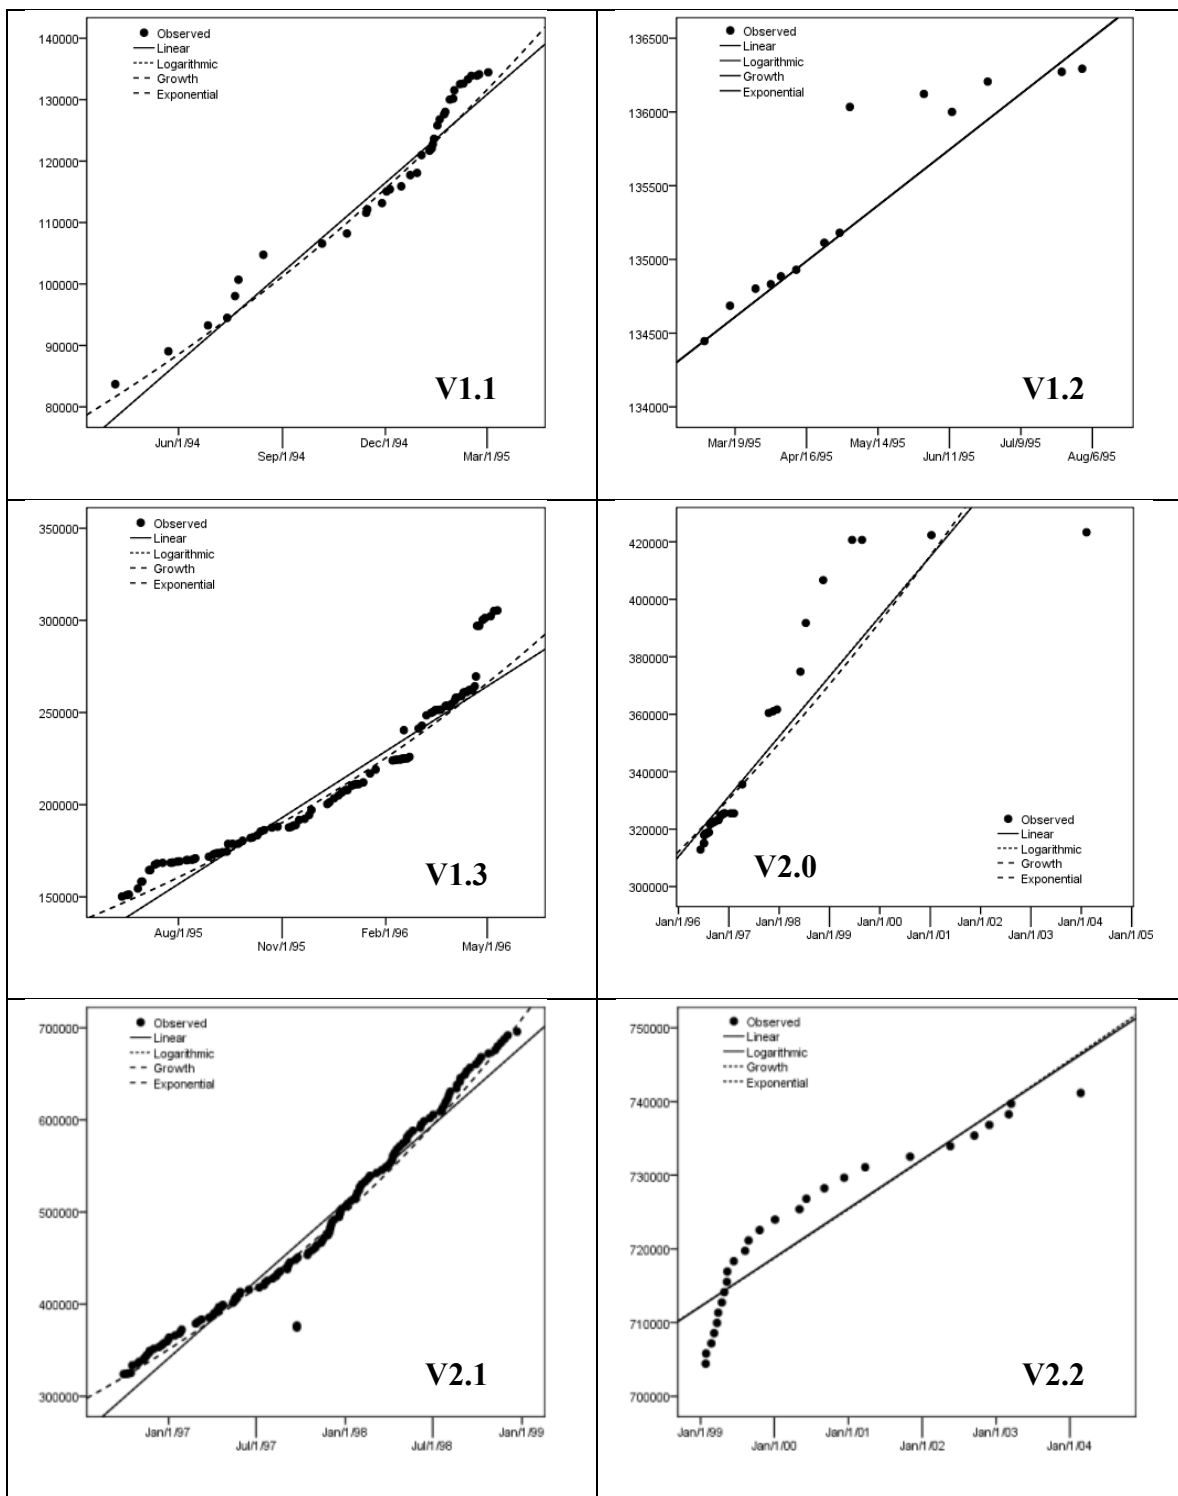 140000
130000
120000
110000
100000
90000
80000
Observed
Linear
Logarithmic
Growth
Exponential
V1.1
Jun/1/94
Sep/1/94
Dec/1/94
Mar/1/95
136500
136000
135500
135000
134500
134000
Observed
Linear
Logarithmic
Growth
Exponential
V1.2
Mar/19/95
Apr/16/95
May/14/95
Jun/11/95
Jul/9/95
Aug/6/95
350000
300000
250000
200000
150000
Observed
Linear
Logarithmic
Growth
Exponential
V1.3
Aug/1/95
Nov/1/95
Feb/1/96
May/1/96
420000
400000
380000
360000
340000
320000
300000
Observed
Linear
Logarithmic
Growth
Exponential
V2.0
Jan/1/96
Jan/1/97
Jan/1/98
Jan/1/99
Jan/1/00
Jan/1/01
Jan/1/02
Jan/1/03
Jan/1/04
Jan/1/05
700000
600000
500000
400000
300000
Observed
Linear
Logarithmic
Growth
Exponential
V2.1
Jan/1/97
Jul/1/97
Jan/1/98
Jul/1/98
Jan/1/99
750000
740000
730000
720000
710000
700000
Observed
Linear
Logarithmic
Growth
Exponential
V2.2
Jan/1/99
Jan/1/00
Jan/1/01
Jan/1/02
Jan/1/03
Jan/1/04